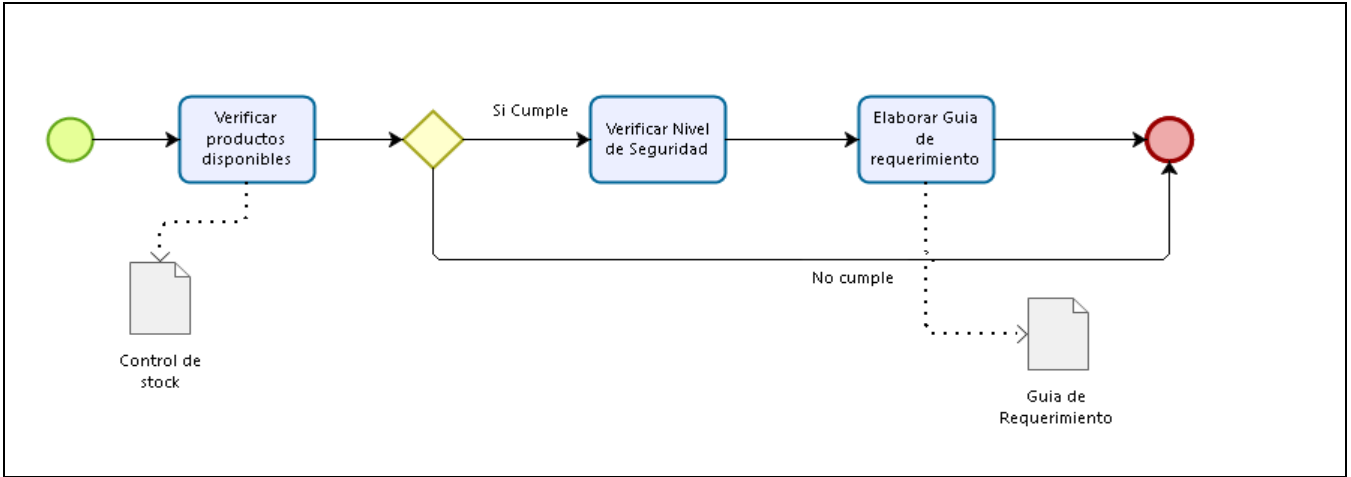 Verificar
productos
disponibles
Si Cumple
Verificar Nivel
de Seguridad
Elaborar Guia
de
requerimiento
No cumple
Control de
stock
Guia de
Requerimiento